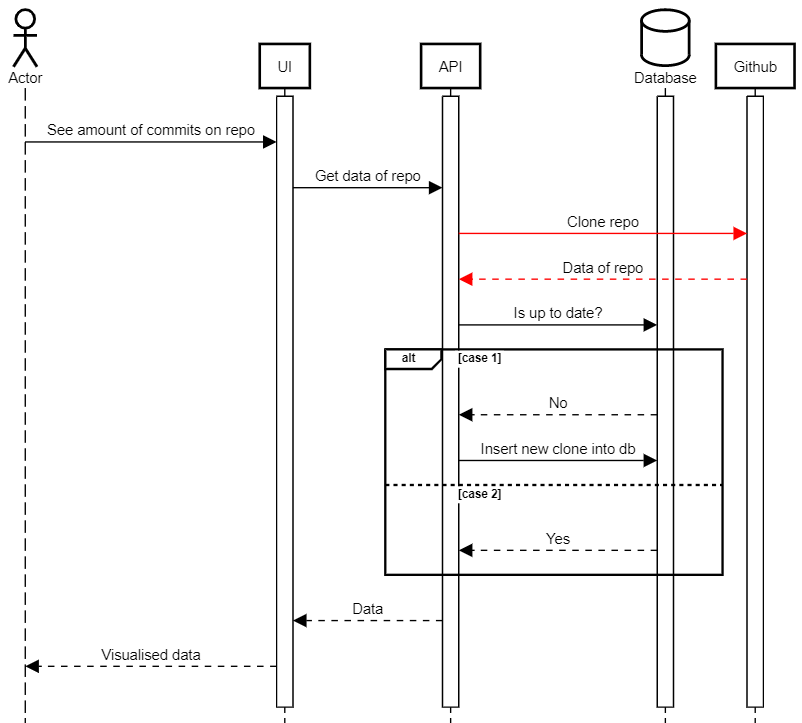 Actor
UI
API
Database
Github
See amount of commits on repo
Get data of repo
Clone repo
Data of repo
Is up to date?
alt
[case 1]
No
Insert new clone into db
[case 2]
Yes
Data
Visualised data